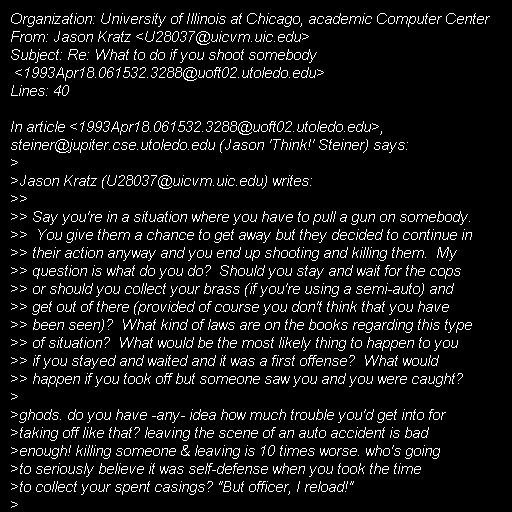 Organization: University of Illinois at Chicago, academic Computer Center
From: Jason Kratz <U28037@uicvm.uic.edu>
Subject: Re: What to do if you shoot somebody
 <1993Apr18.061532.3288@uoft02.utoledo.edu>
Lines: 40

In article <1993Apr18.061532.3288@uoft02.utoledo.edu>,
steiner@jupiter.cse.utoledo.edu (Jason 'Think!' Steiner) says:
>
>Jason Kratz (U28037@uicvm.uic.edu) writes:
>>
>> Say you're in a situation where you have to pull a gun on somebody.
>>  You give them a chance to get away but they decided to continue in
>> their action anyway and you end up shooting and killing them.  My
>> question is what do you do?  Should you stay and wait for the cops
>> or should you collect your brass (if you're using a semi-auto) and
>> get out of there (provided of course you don't think that you have
>> been seen)?  What kind of laws are on the books regarding this type
>> of situation?  What would be the most likely thing to happen to you
>> if you stayed and waited and it was a first offense?  What would
>> happen if you took off but someone saw you and you were caught?
>
>ghods. do you have -any- idea how much trouble you'd get into for
>taking off like that? leaving the scene of an auto accident is bad
>enough! killing someone & leaving is 10 times worse. who's going
>to seriously believe it was self-defense when you took the time
>to collect your spent casings? "But officer, I reload!"
>